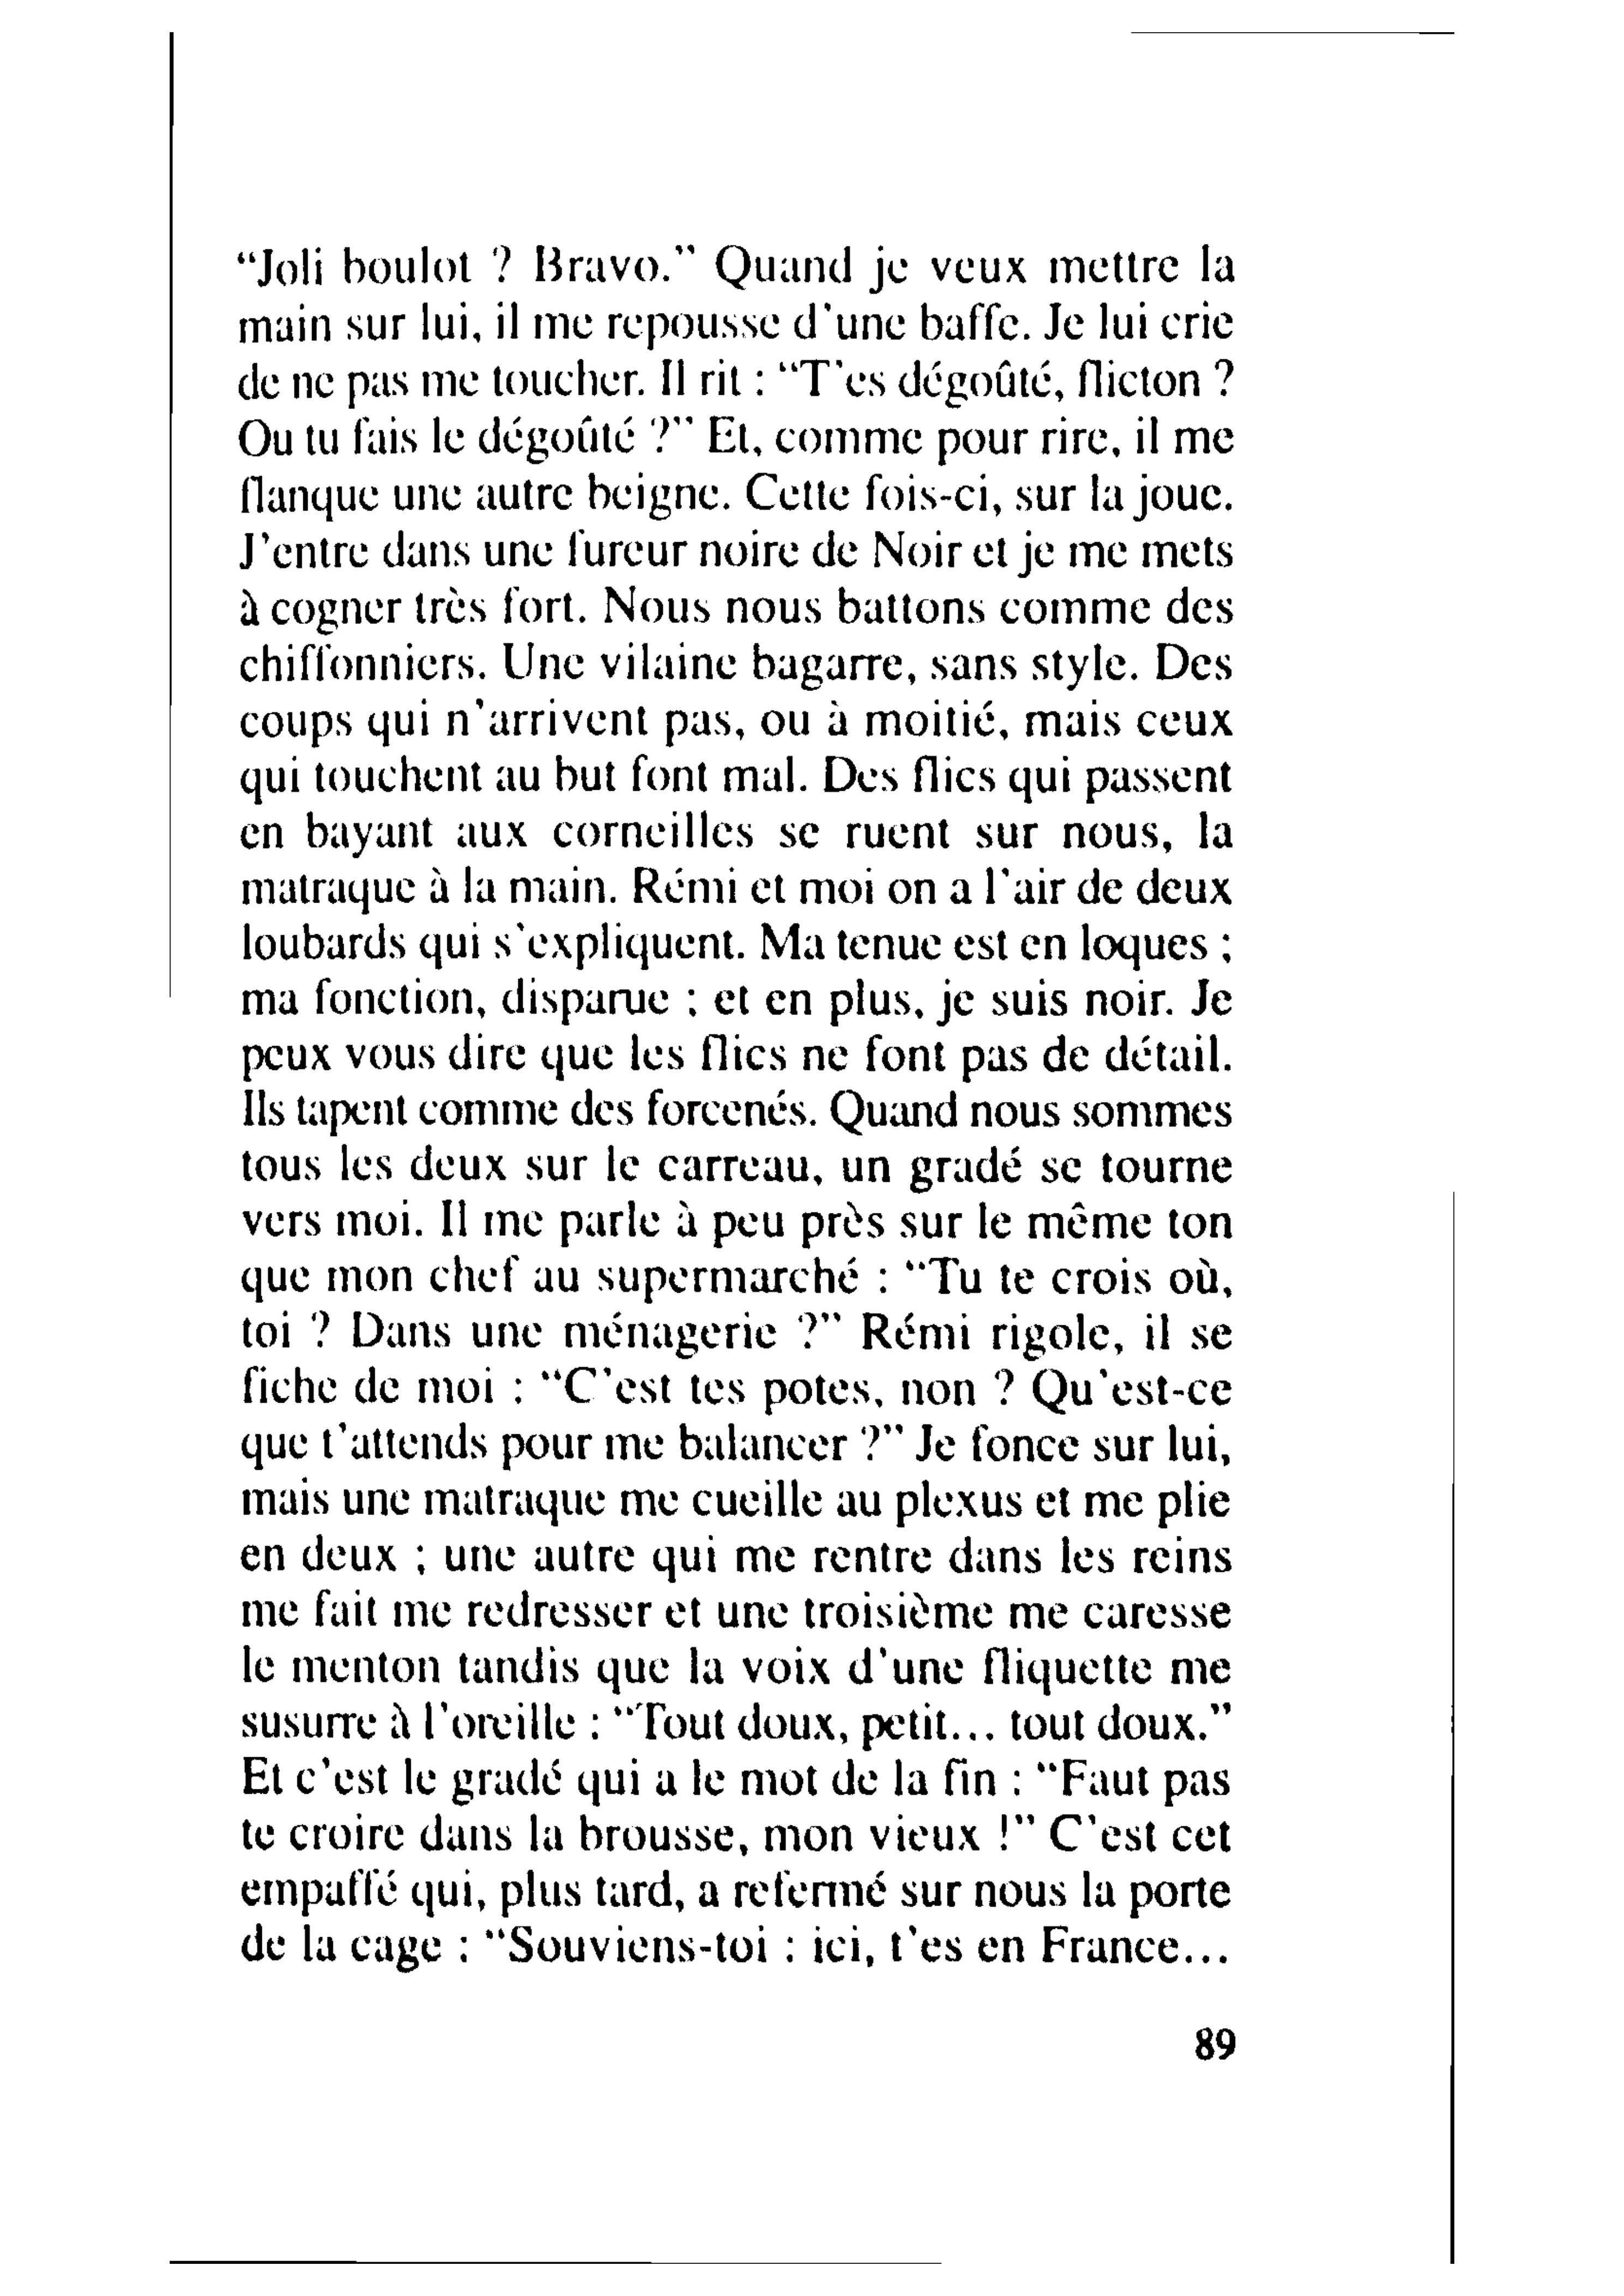 “Joli boulot ? Bravo.” Quand je veux mettre la
main sur lui, il me repousse d'une baffe. Je lui crie
de ne pas me toucher. Il rit : “T'es dégoûté, flicton ?
Ou tu fais le dégoûté ?” Et, comme pour rire, il me
flanque une autre beigne. Cette fois-ci, sur la joue.
J'entre dans une fureur noire de Noir et je me mets
à cogner très fort. Nous nous battons comme des
chiffonniers. Une vilaine bagarre, sans style. Des
coups qui n'arrivent pas, ou à moitié, mais ceux
qui touchent au but font mal. Des flics qui passent
en bayant aux corneilles se ruent sur nous, la
matraque à la main. Rémi et moi on a l'air de deux
loubards qui s'expliquent. Ma tenue est en loques ;
ma fonction, disparue ; et en plus, je suis noir. Je
peux vous dire que les flics ne font pas de détail.
Ils tapent comme des forcenés. Quand nous sommes
tous les deux sur le carreau, un gradé se tourne
vers moi. Il me parle à peu près sur le même ton
que mon chef au supermarché : “Tu te crois où,
toi ? Dans une ménagerie ?” Rémi rigole, il se
fiche de moi : “C'est tes potes, non ? Qu'est-ce
que t'attends pour me balancer ?” Je fonce sur lui,
mais une matraque me cueille au plexus et me plie
en deux ; une autre qui me rentre dans les reins
me fait me redresser et une troisième me caresse
le menton tandis que la voix d'une fliquette me
susurre à l'oreille : “Tout doux, petit... tout doux.”
Et c'est le gradé qui a le mot de la fin : “Faut pas
te croire dans la brousse, mon vieux !” C'est cet
empaffé qui, plus tard, a refermé sur nous la porte
de la cage : “Souviens-toi : ici, t'es en France...
89